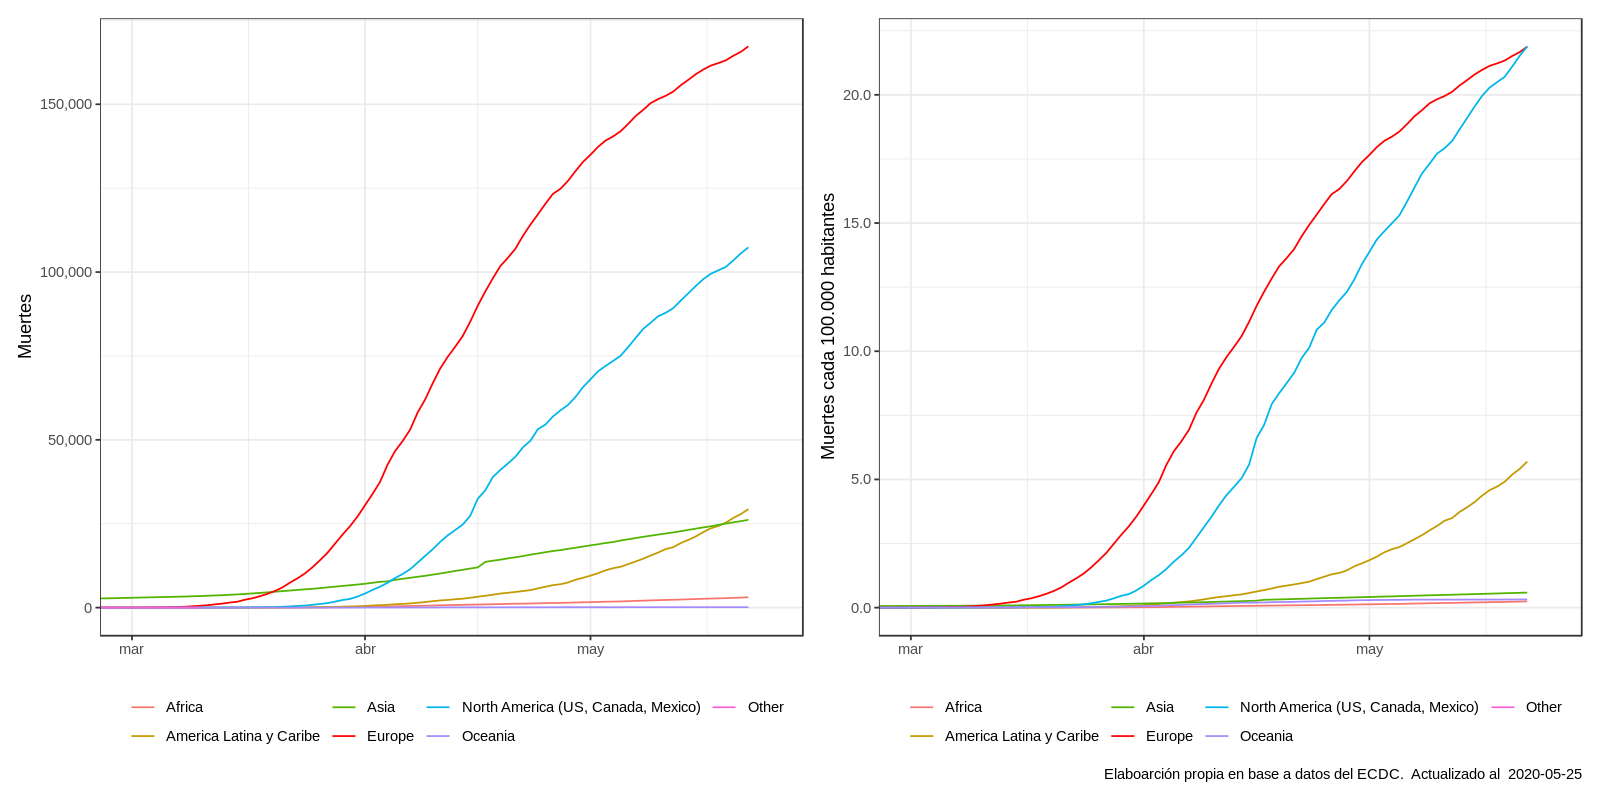 Muertes
150,000
100,000
50,000
0
mar
abr
may
Africa
Asia
North America (US, Canada, Mexico)
Other
America Latina y Caribe
Europe
Oceania
Muertes cada 100.000 habitantes
20.0
15.0
10.0
5.0
0.0
mar
abr
may
Africa
Asia
North America (US, Canada, Mexico)
Other
America Latina y Caribe
Europe
Oceania
Elaboarción propia en base a datos del ECDC.  Actualizado al  2020-05-25